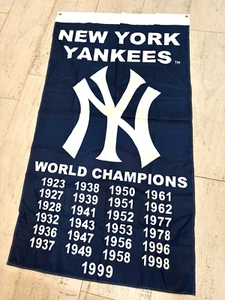 NEW YORK
YANKEES™
NY
WORLD CHAMPIONS
1923 1938 1950 1961
1927 1939 1951 1962
1928 1941 1952 1977
1932 1943 1953 1978
1936 1947 1956 1996
1937 1949 1958 1998
1999